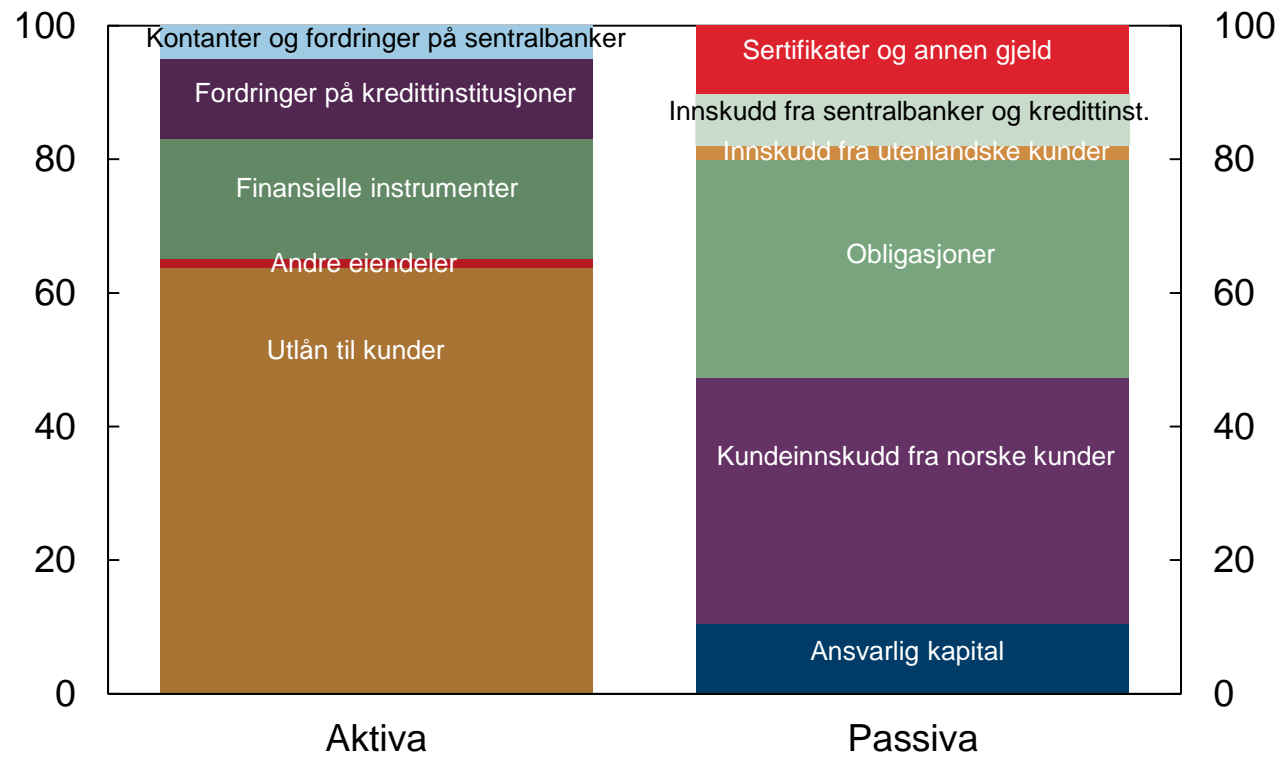 100
80
60
40
20
0
Kontanter og fordringer på sentralbanker
Fordringer på kredittinstitusjoner
Finansielle instrumenter
Andre eiendeler
Utlån til kunder
Aktiva
Sertifikater og annen gjeld
Innskudd fra sentralbanker og kredittinst.
Innskudd fra utenlandske kunder
Obligasjoner
Kundeinnskudd fra norske kunder
Ansvarlig kapital
Passiva
100
80
60
40
20
0